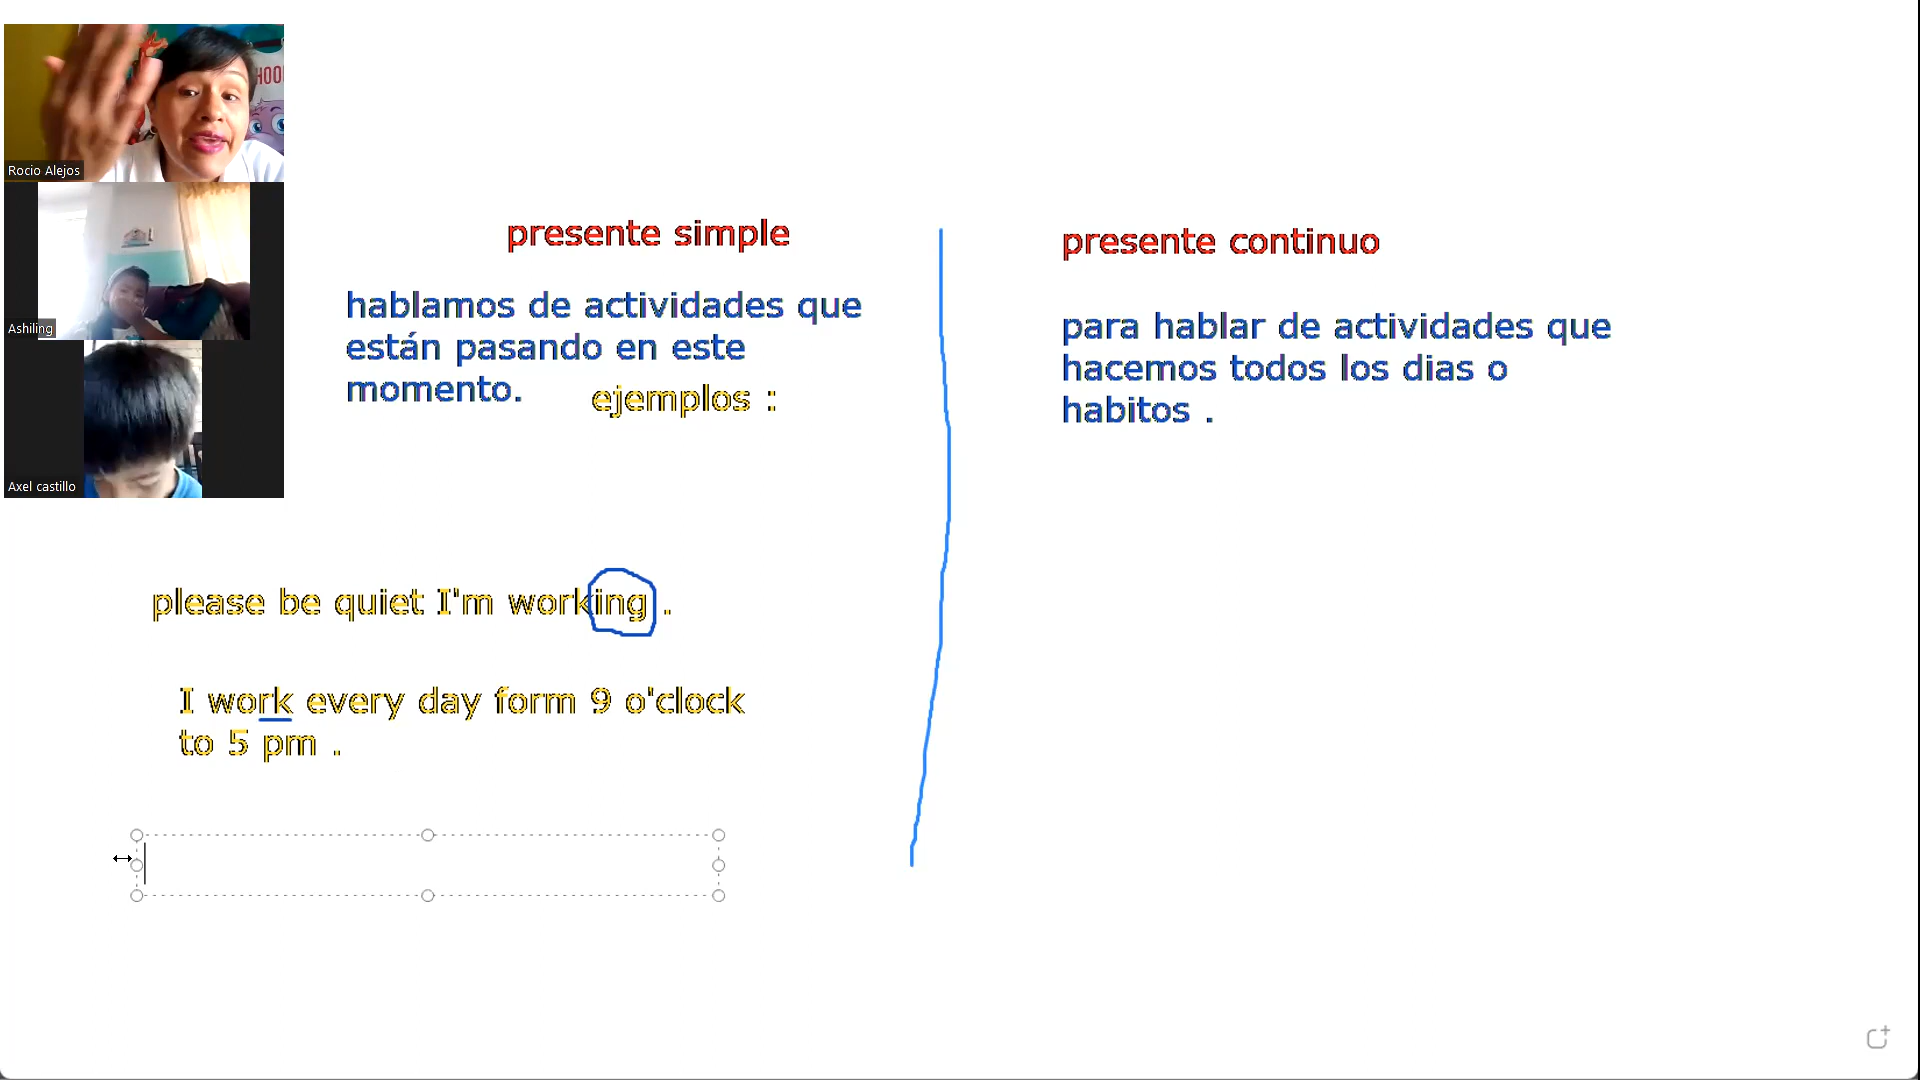 HOOL
Rocio Alejos
Ashiling
Axel castillo
presente simple
hablamos de actividades que
están pasando en este
momento.
ejemplos :
please be quiet I'm working .
I work every day form 9 o'clock
to 5 pm .
presente continuo
para hablar de actividades que
hacemos todos los dias o
habitos .